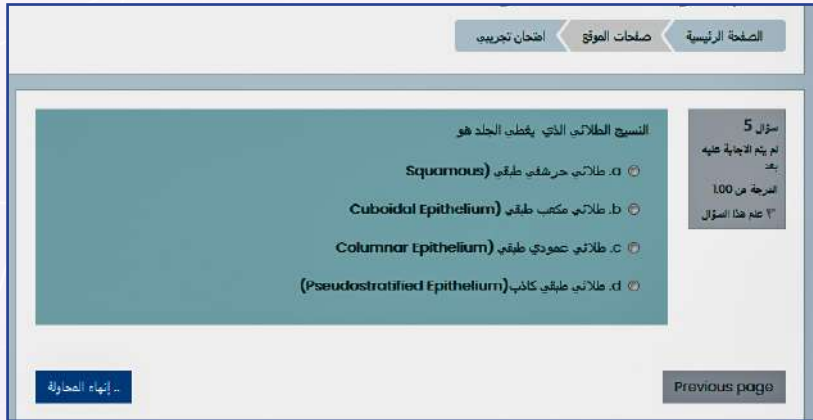 الصفحة الرئيسية
صفحات الموقع
امتحان تجريبي
سؤال 5
لم يتم الاجابة عليه
بعد
الدرجة من 1.00
علم هذا السؤال
النسيج الطلائي الذي يغطي الجلد هو
a. طلائي حرشفي طبقي (Squamous
b. طلائي مكعب طبقي (Cuboidal Epithelium
c. طلائي عمودي طبقي (Columnar Epithelium
d. طلائي طبقي كاذب(Pseudostratified Epithelium)
Previous page
إنهاء المحاولة ...